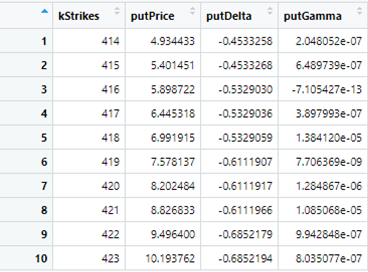 kStrikes putPrice putDelta putGamma
1 414 4.934433 -0.4533258 2.048052e-07
2 415 5.401451 -0.4533268 6.489739e-07
3 416 5.898722 -0.5329030 -7.105427e-13
4 417 6.445318 -0.5329036 3.897993e-07
5 418 6.991915 -0.5329059 1.384120e-05
6 419 7.578137 -0.6111907 7.706369e-09
7 420 8.202484 -0.6111917 1.284867e-06
8 421 8.826833 -0.6111966 1.085068e-05
9 422 9.496400 -0.6852179 9.942848e-07
10 423 10.193762 -0.6852194 8.035077e-07